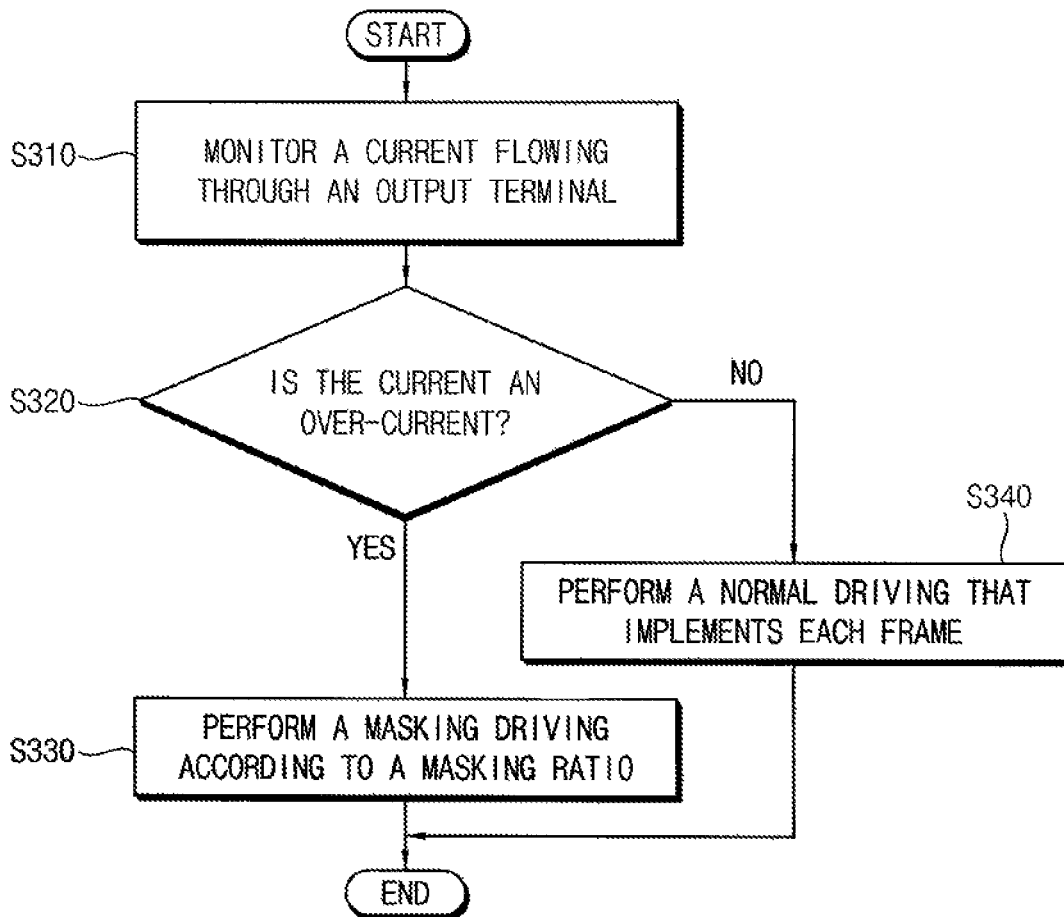 START
S310
MONITOR A CURRENT FLOWING
THROUGH AN OUTPUT TERMINAL
S320
IS THE CURRENT AN
OVER-CURRENT?
NO
YES
S340
PERFORM A NORMAL DRIVING THAT
IMPLEMENTS EACH FRAME
S330
PERFORM A MASKING DRIVING
ACCORDING TO A MASKING RATIO
END